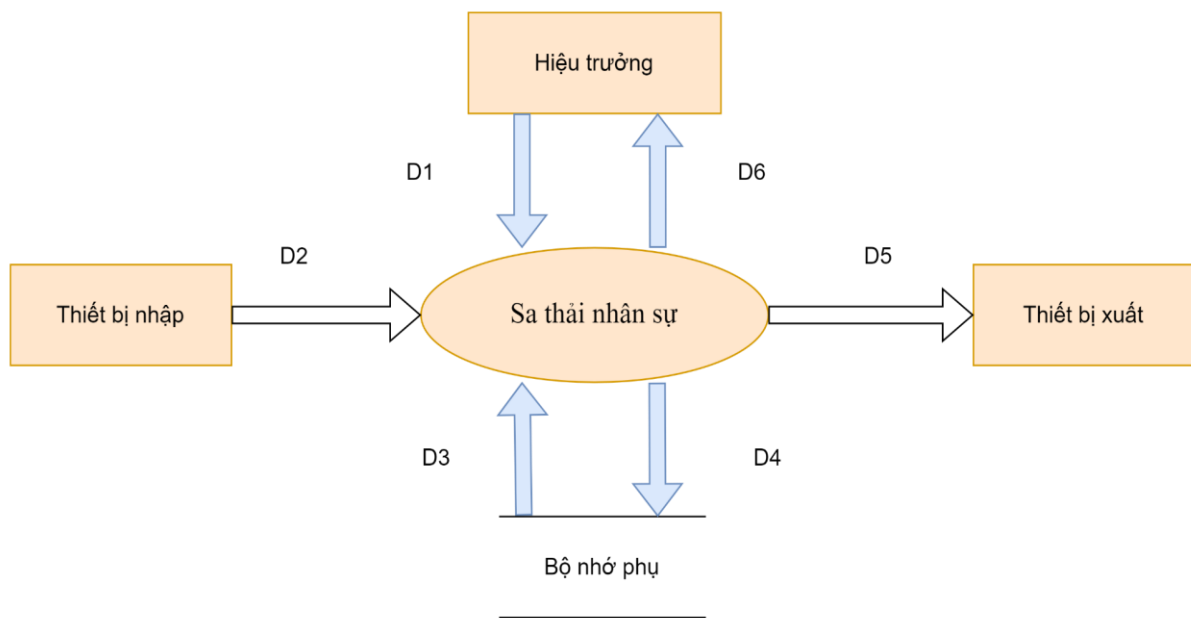 Hiệu trưởng
D1
D6
D2
D5
Thiết bị nhập
Sa thải nhân sự
Thiết bị xuất
D3
D4
Bộ nhớ phụ